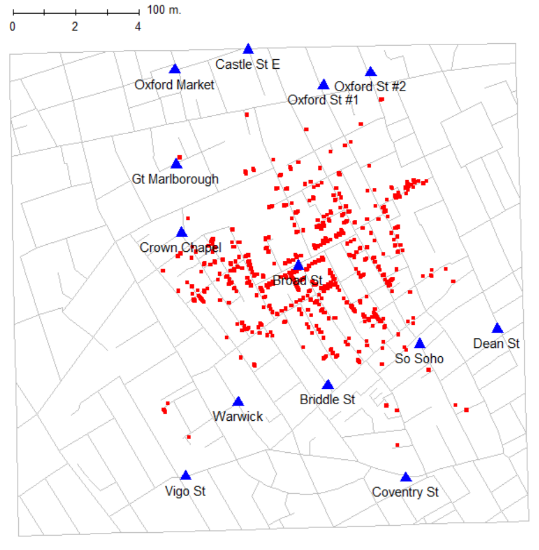 100 m.
0 2 4
Castle St E
Oxford Market
Oxford St #2
Oxford St #1
Gt Marlborough
Crown Chapel
Broad St
Dean St
So Soho
Briddle St
Warwick
Vigo St
Coventry St